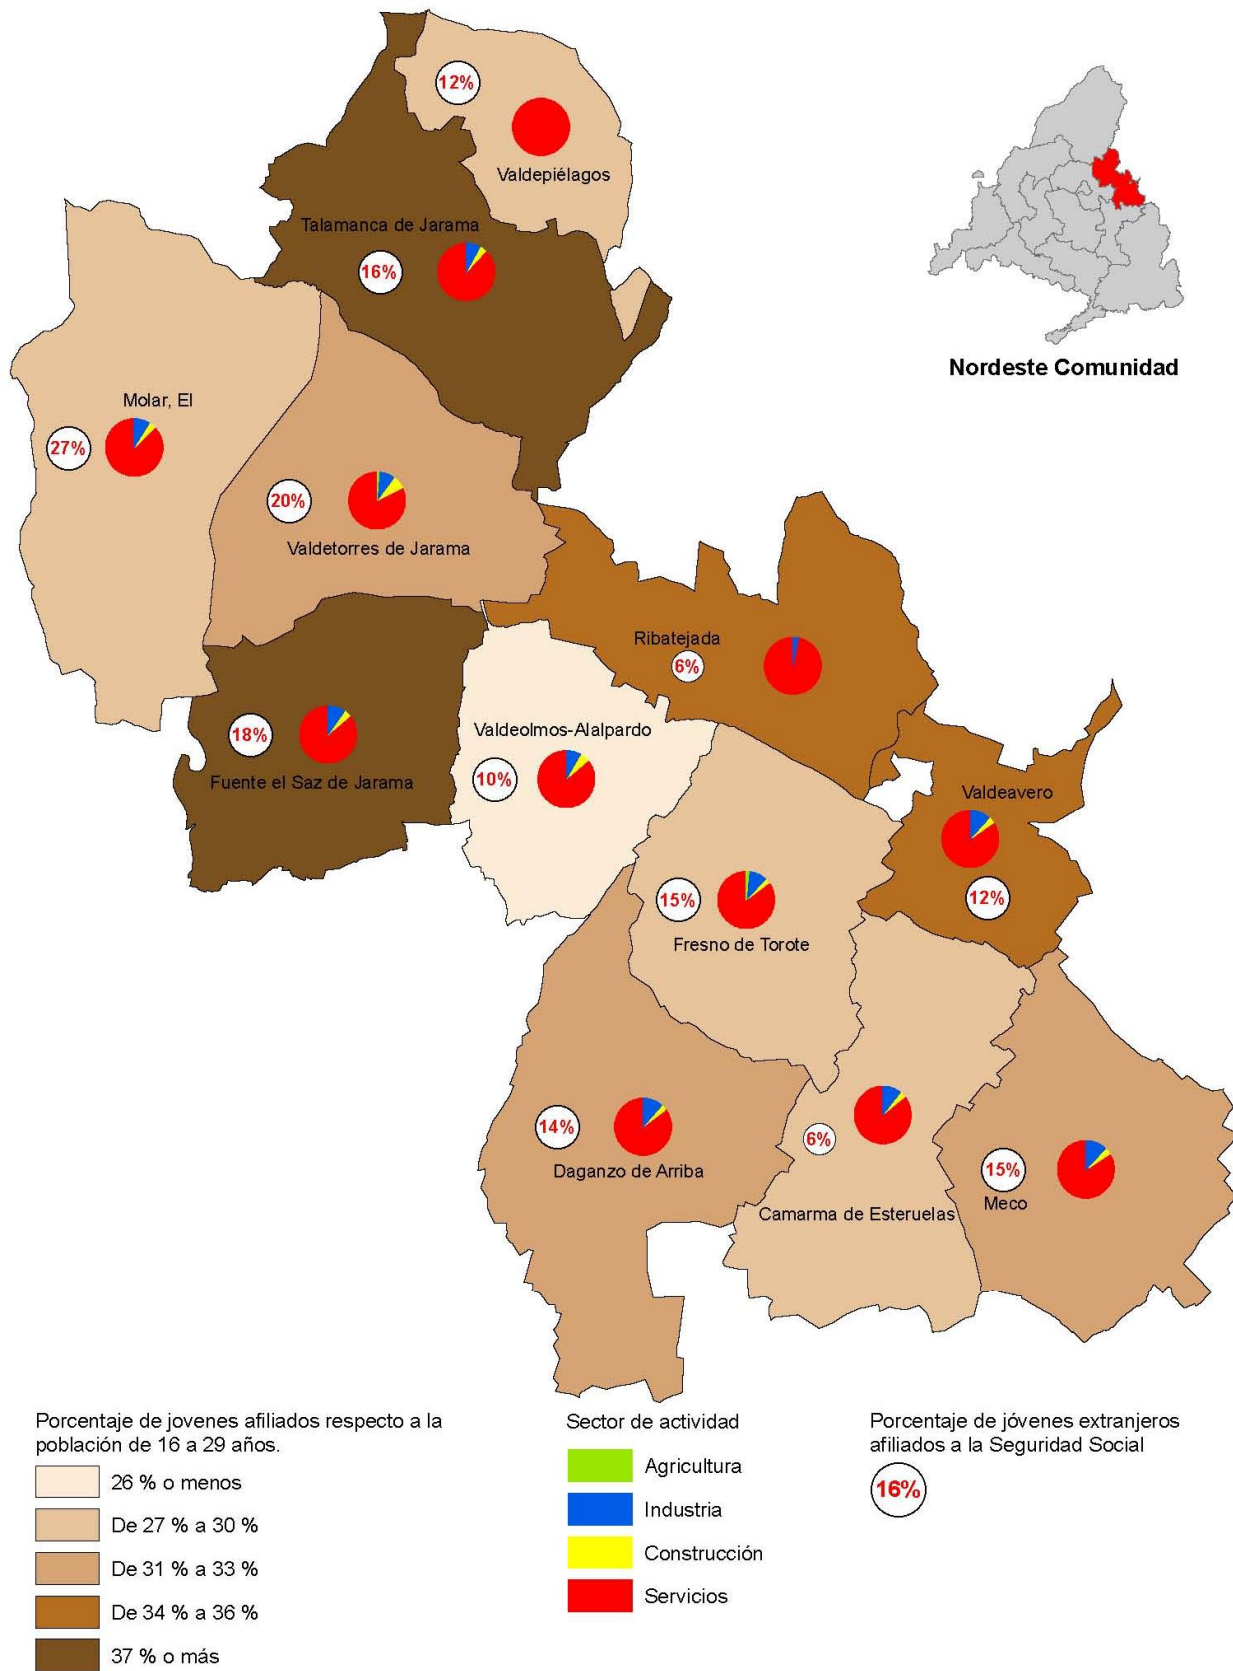 12%
Valdepiélagos
Talamanca de Jarama
16%
Nordeste Comunidad
Molar, El
27%
20%
Valdetorres de Jarama
Ribatejada
6%
18%
Fuente el Saz de Jarama
Valdeolmos-Alalpardo
10%
Valdeavero
12%
15%
Fresno de Torote
14%
Daganzo de Arriba
6%
Camarma de Esteruelas
15%
Meco
Porcentaje de jovenes afiliados respecto a la
población de 16 a 29 años.
26 % o menos
De 27 % a 30 %
De 31 % a 33 %
De 34 % a 36 %
37 % o más
Sector de actividad
Agricultura
Industria
Construcción
Servicios
Porcentaje de jóvenes extranjeros
afiliados a la Seguridad Social
16%